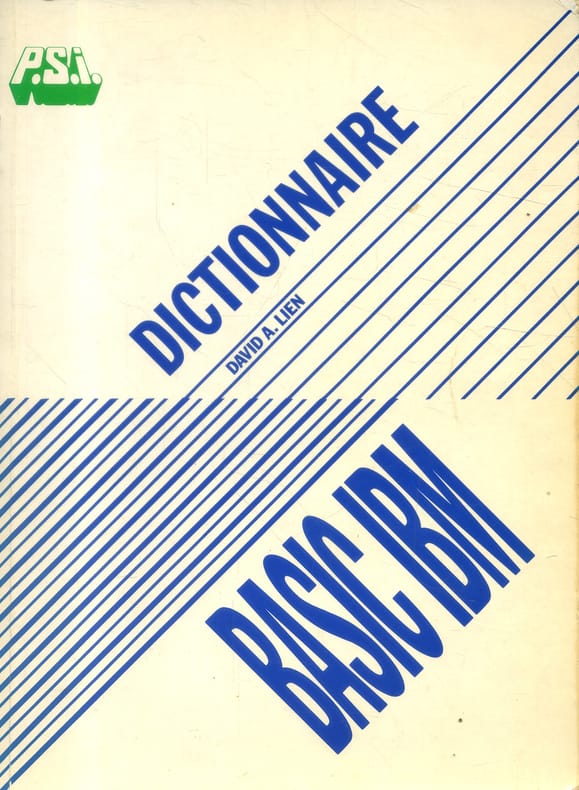 P.S.i.
DICTIONNAIRE
DAVID A. LIEN
BASIC IBM